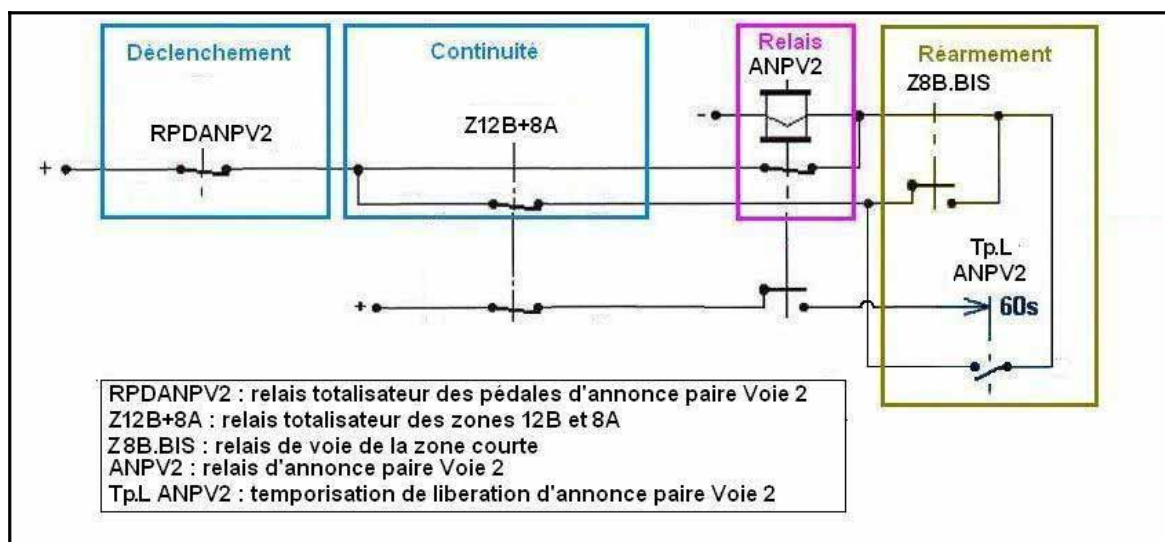 Déclenchement
Continuité
Relais
ANPV2
Réarmement
Z8B.BIS
RPDANPV2
Z12B+8A
-
+
Tp.L
ANPV2
+
60s
RPDANPV2 : relais totalisateur des pédales d'annonce paire Voie 2
Z12B+8A : relais totalisateur des zones 12B et 8A
Z8B.BIS : relais de voie de la zone courte
ANPV2 : relais d'annonce paire Voie 2
Tp.L ANPV2 : temporisation de liberation d'annonce paire Voie 2